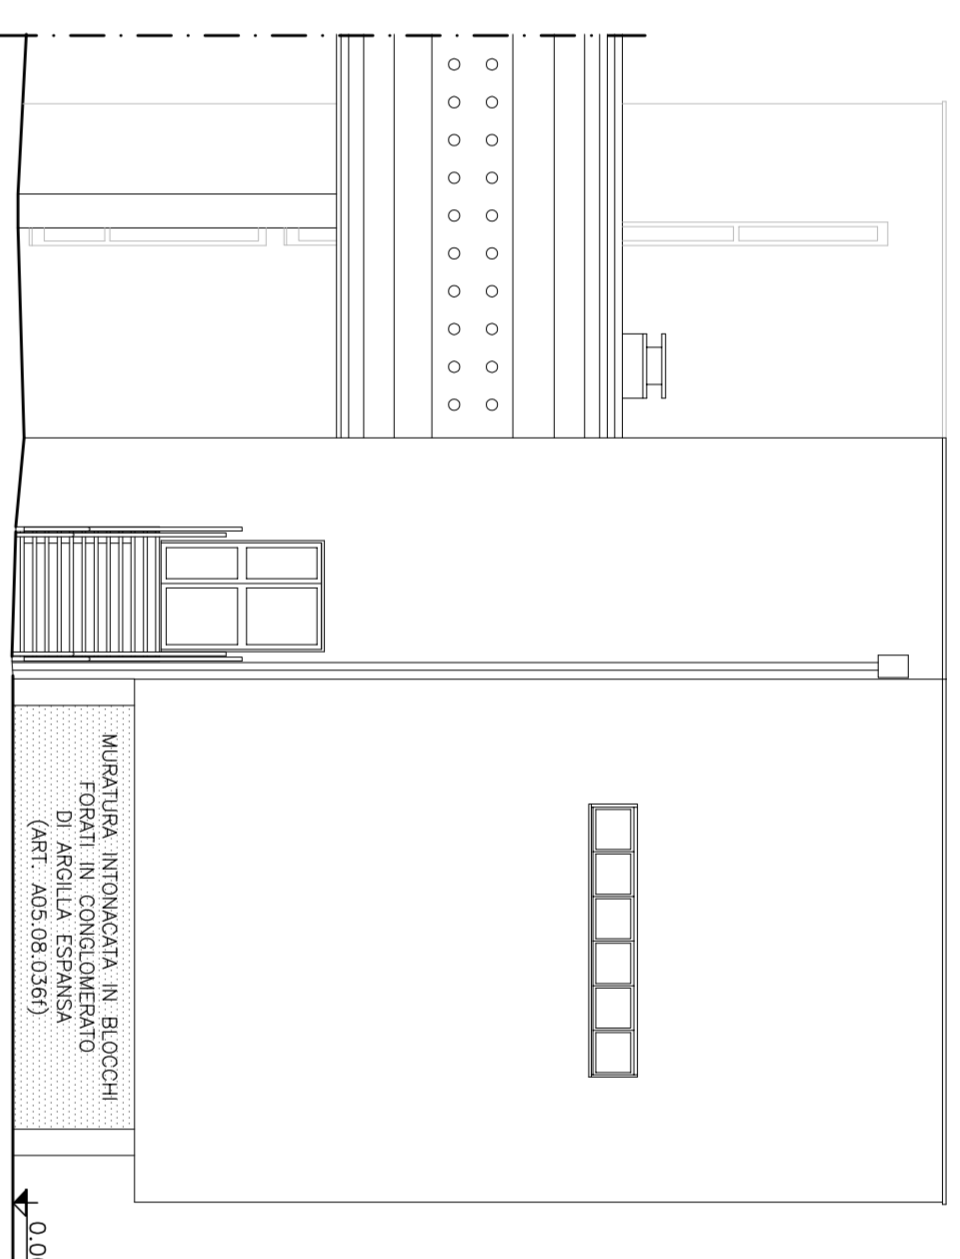 MURATURA INTONACATA IN BLOCCHI
FORATI IN CONGLOMERATO
DI ARGILLA ESPANSA
(ART. A05.08.036f)